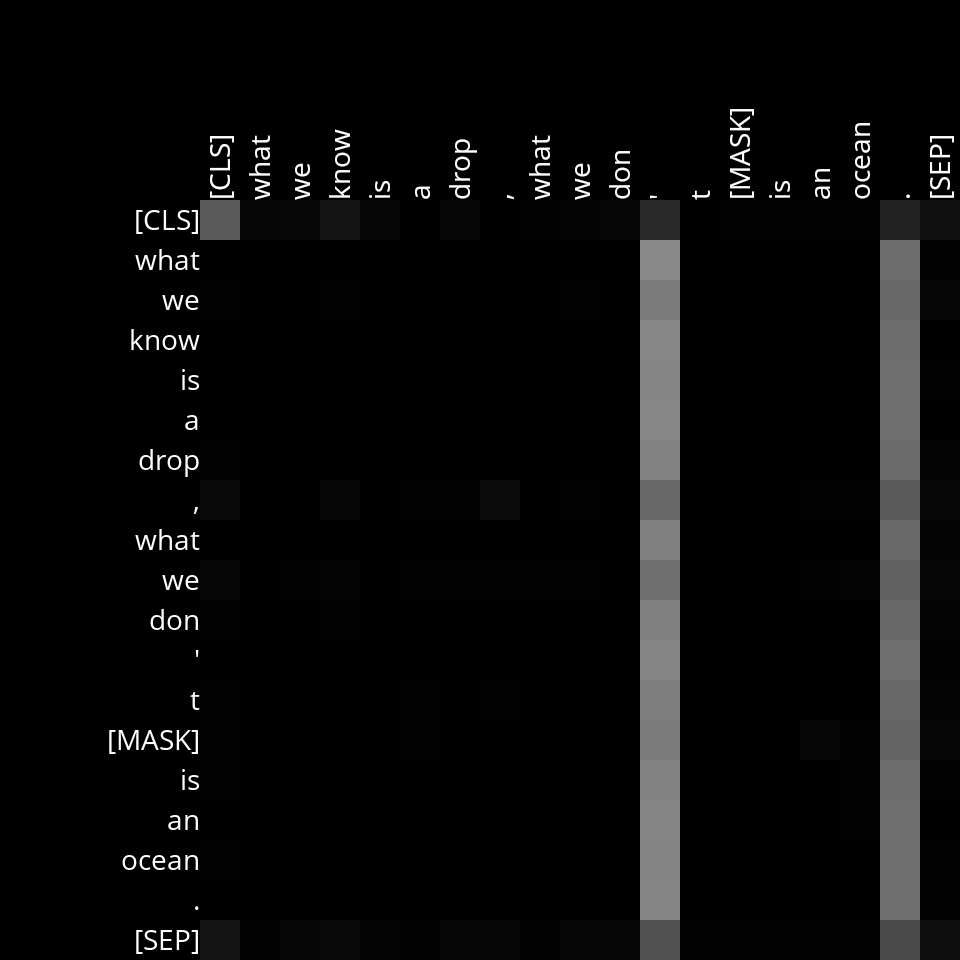 [CLS] what we know is a drop , what we don ' t [MASK] is an ocean . [SEP]
[CLS]
what
we
know
is
a
drop
,
what
we
don
'
t
[MASK]
is
an
ocean
.
[SEP]